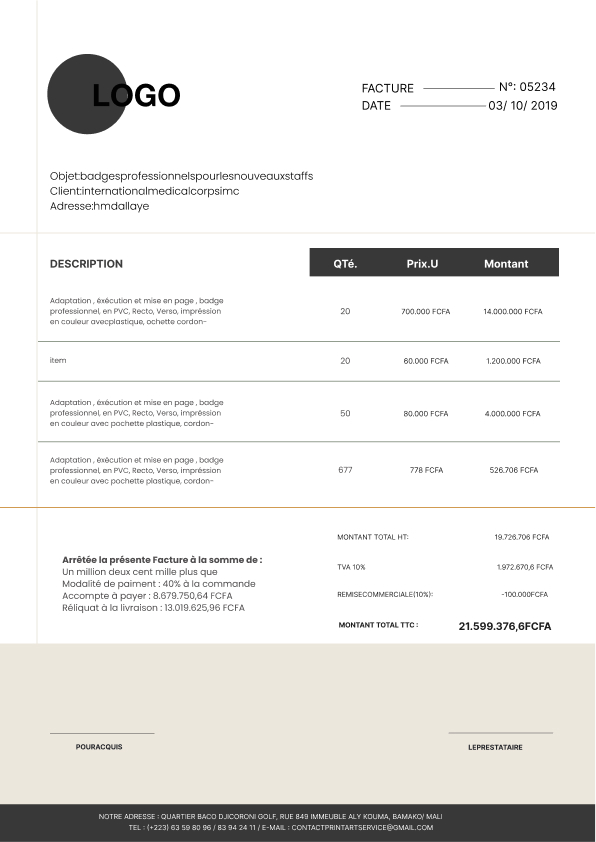 LOGO
FACTURE N°: 05234
DATE 03/ 10/ 2019
Objet:badgesprofessionnelspourlesnouveauxstaffs
Client:internationalmedicalcorpsimc
Adresse:hmdallaye
DESCRIPTION QTé. Prix.U Montant
Adaptation , éxécution et mise en page , badge
professionnel, en PVC, Recto, Verso, impréssion
en couleur avecplastique, ochette cordon-
20 700.000 FCFA 14.000.000 FCFA
item 20 60.000 FCFA 1.200.000 FCFA
Adaptation , éxécution et mise en page , badge
professionnel, en PVC, Recto, Verso, impréssion
en couleur avec pochette plastique, cordon-
50 80.000 FCFA 4.000.000 FCFA
Adaptation , éxécution et mise en page , badge
professionnel, en PVC, Recto, Verso, impréssion
en couleur avec pochette plastique, cordon-
677 778 FCFA 526.706 FCFA
MONTANT TOTAL HT: 19.726.706 FCFA
TVA 10% 1.972.670,6 FCFA
REMISECOMMERCIALE(10%): -100.000FCFA
MONTANT TOTAL TTC : 21.599.376,6FCFA
Arrêtée la présente Facture à la somme de :
Un million deux cent mille plus que
Modalité de paiment : 40% à la commande
Accompte à payer : 8.679.750,64 FCFA
Réliquat à la livraison : 13.019.625,96 FCFA
POURACQUIS LEPRESTATAIRE
NOTRE ADRESSE : QUARTIER BACO DJICORONI GOLF, RUE 849 IMMEUBLE ALY KOUMA, BAMAKO/ MALI
TEL : (+223) 63 59 80 96 / 83 94 24 11 / E-MAIL : CONTACTPRINTARTSERVICE@GMAIL.COM